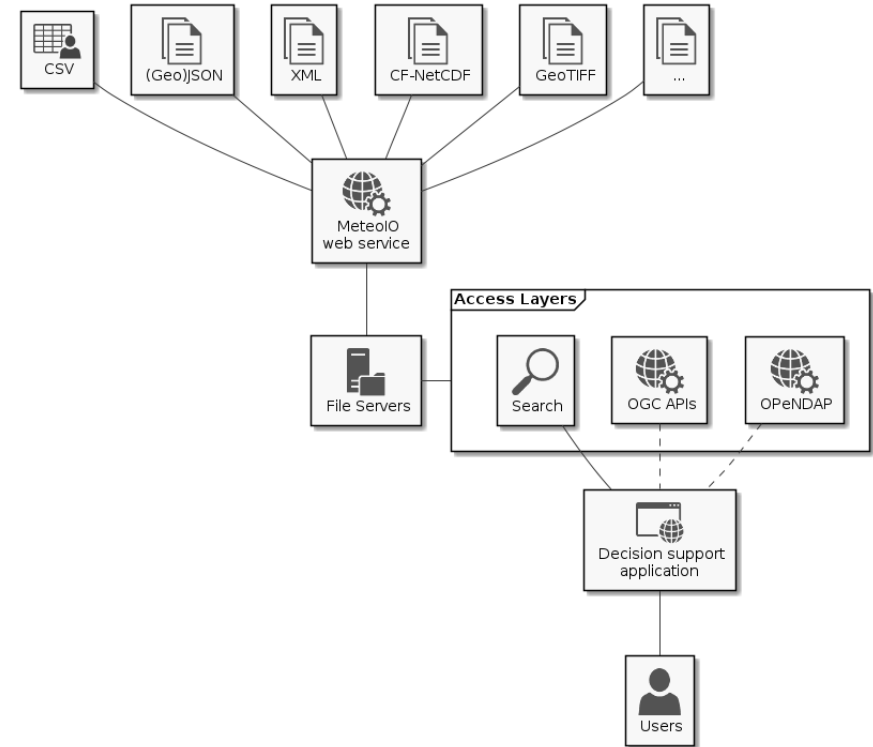 CSV
(Geo)JSON
XML
CF-NetCDF
GeoTIFF
...
MeteoIO
web service
Access Layers
File Servers
Search
OGC APIs
OPeNDAP
Decision support
application
Users